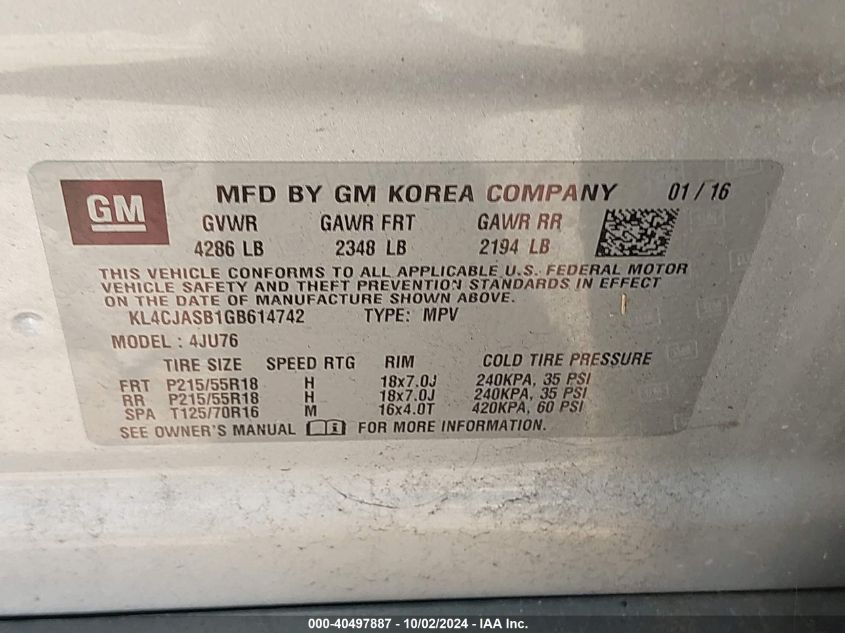 GM
MFD BY GM KOREA COMPANY 01 / 16
GVWR GAWR FRT GAWR RR
4286 LB 2348 LB 2194 LB
THIS VEHICLE CONFORMS TO ALL APPLICABLE U.S. FEDERAL MOTOR
VEHICLE SAFETY AND THEFT PREVENTION STANDARDS IN EFFECT
ON THE DATE OF MANUFACTURE SHOWN ABOVE.
KL4CJASB1GB614742 TYPE: MPV
MODEL : 4JU76
TIRE SIZE SPEED RTG RIM COLD TIRE PRESSURE
FRT P215/55R18 H 18x7.0J 240KPA, 35 PSI
RR P215/55R18 H 18x7.0J 240KPA, 35 PSI
SPA T125/70R16 M 16x4.0T 420KPA, 60 PSI
SEE OWNER'S MANUAL FOR MORE INFORMATION.
000-40497887 - 10/02/2024 - Copyright IAA, Inc.